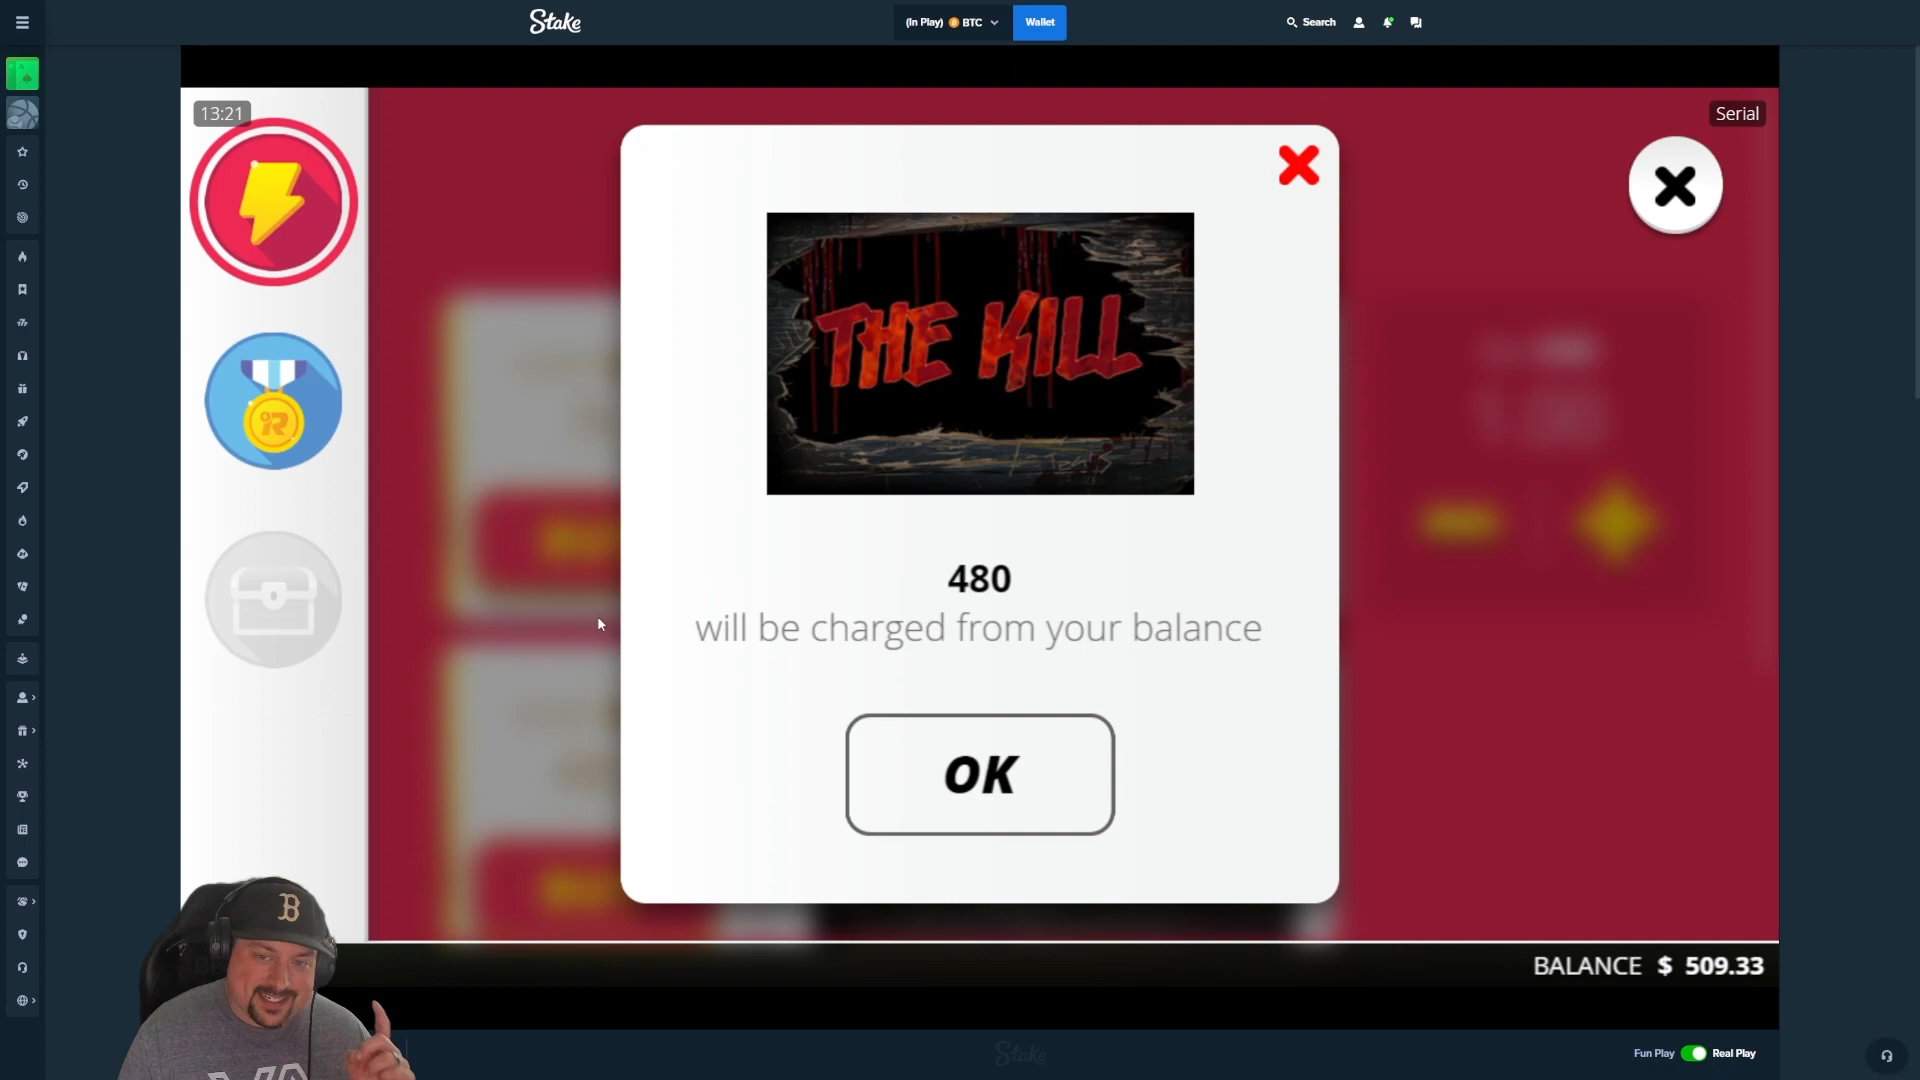 Stake
(In Play) BTC
Wallet
Search
13:21
Serial
THE KILL
480
will be charged from your balance
OK
B
BALANCE $ 509.33
Stake
Fun Play Real Play